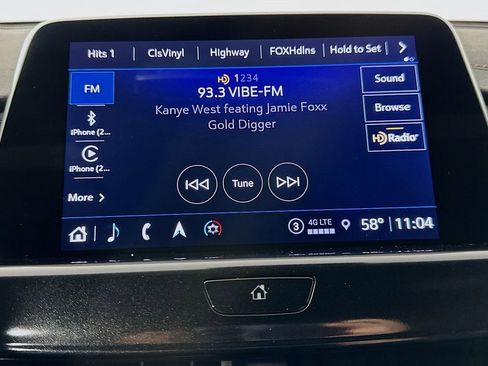 Hits 1 ClsVinyl Highway FOXHdlns Hold to Set
FM
HD 1234
93.3 VIBE-FM
Kanye West feating Jamie Foxx
Gold Digger
Sound
Browse
HD Radio
iPhone (2...
iPhone (2...
More
Tune
3 4G LTE 58° 11:04